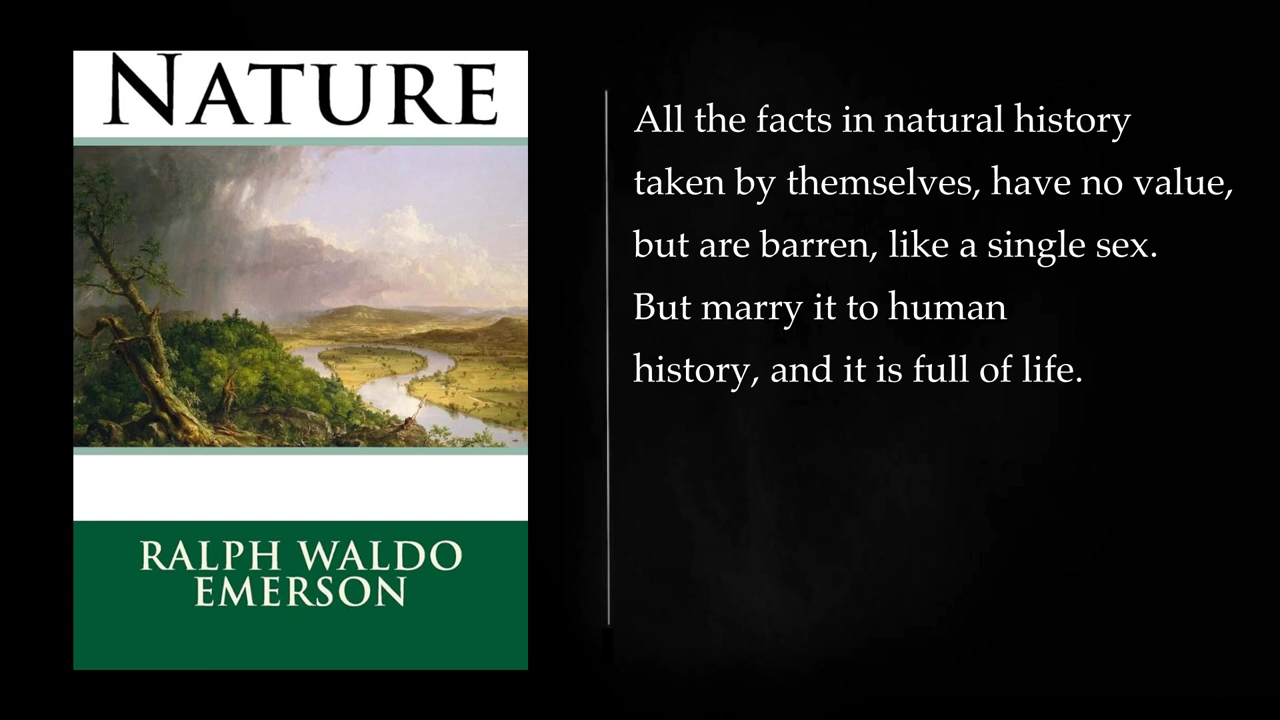 NATURE
RALPH WALDO
EMERSON
All the facts in natural history
taken by themselves, have no value,
but are barren, like a single sex.
But marry it to human
history, and it is full of life.